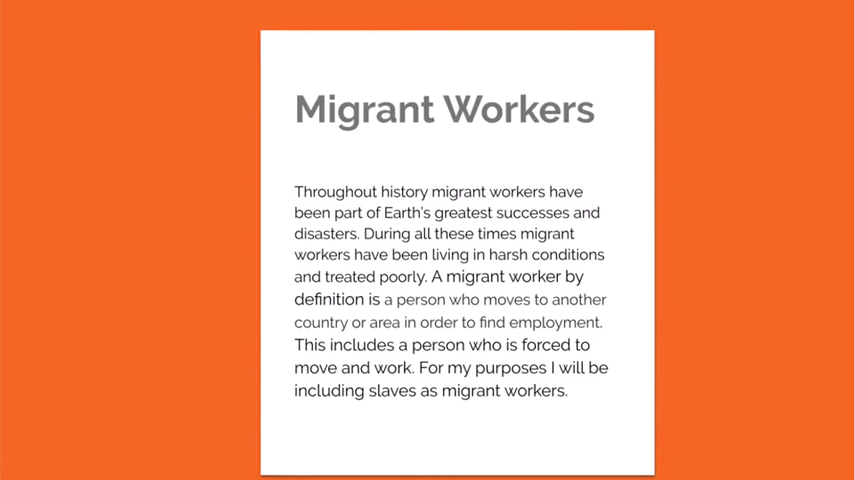 Migrant Workers
Throughout history migrant workers have
been part of Earth's greatest successes and
disasters. During all these times migrant
workers have been living in harsh conditions
and treated poorly. A migrant worker by
definition is a person who moves to another
country or area in order to find employment.
This includes a person who is forced to
move and work. For my purposes I will be
including slaves as migrant workers.